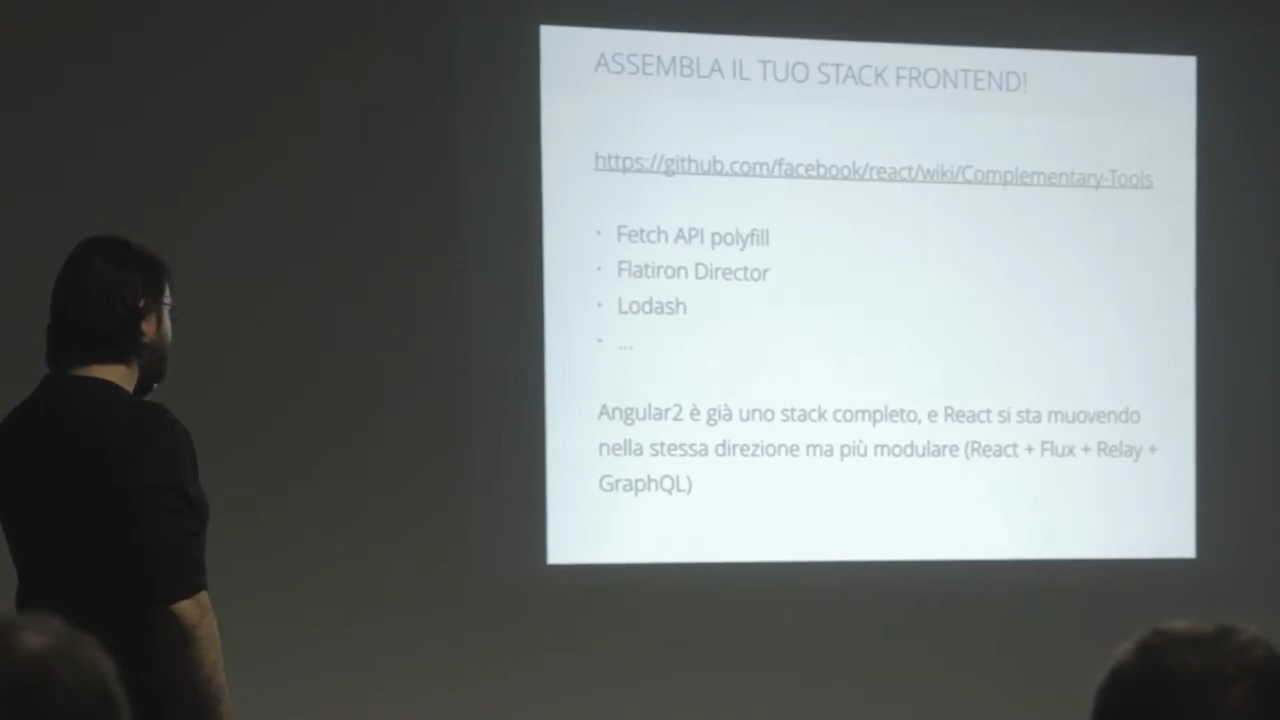 ASSEMBLA IL TUO STACK FRONTEND!
https://github.com/facebook/react/wiki/Complementary-Tools
· Fetch API polyfill
· Flatiron Director
· Lodash
· ...
Angular2 è già uno stack completo, e React si sta muovendo
nella stessa direzione ma più modulare (React + Flux + Relay +
GraphQL)